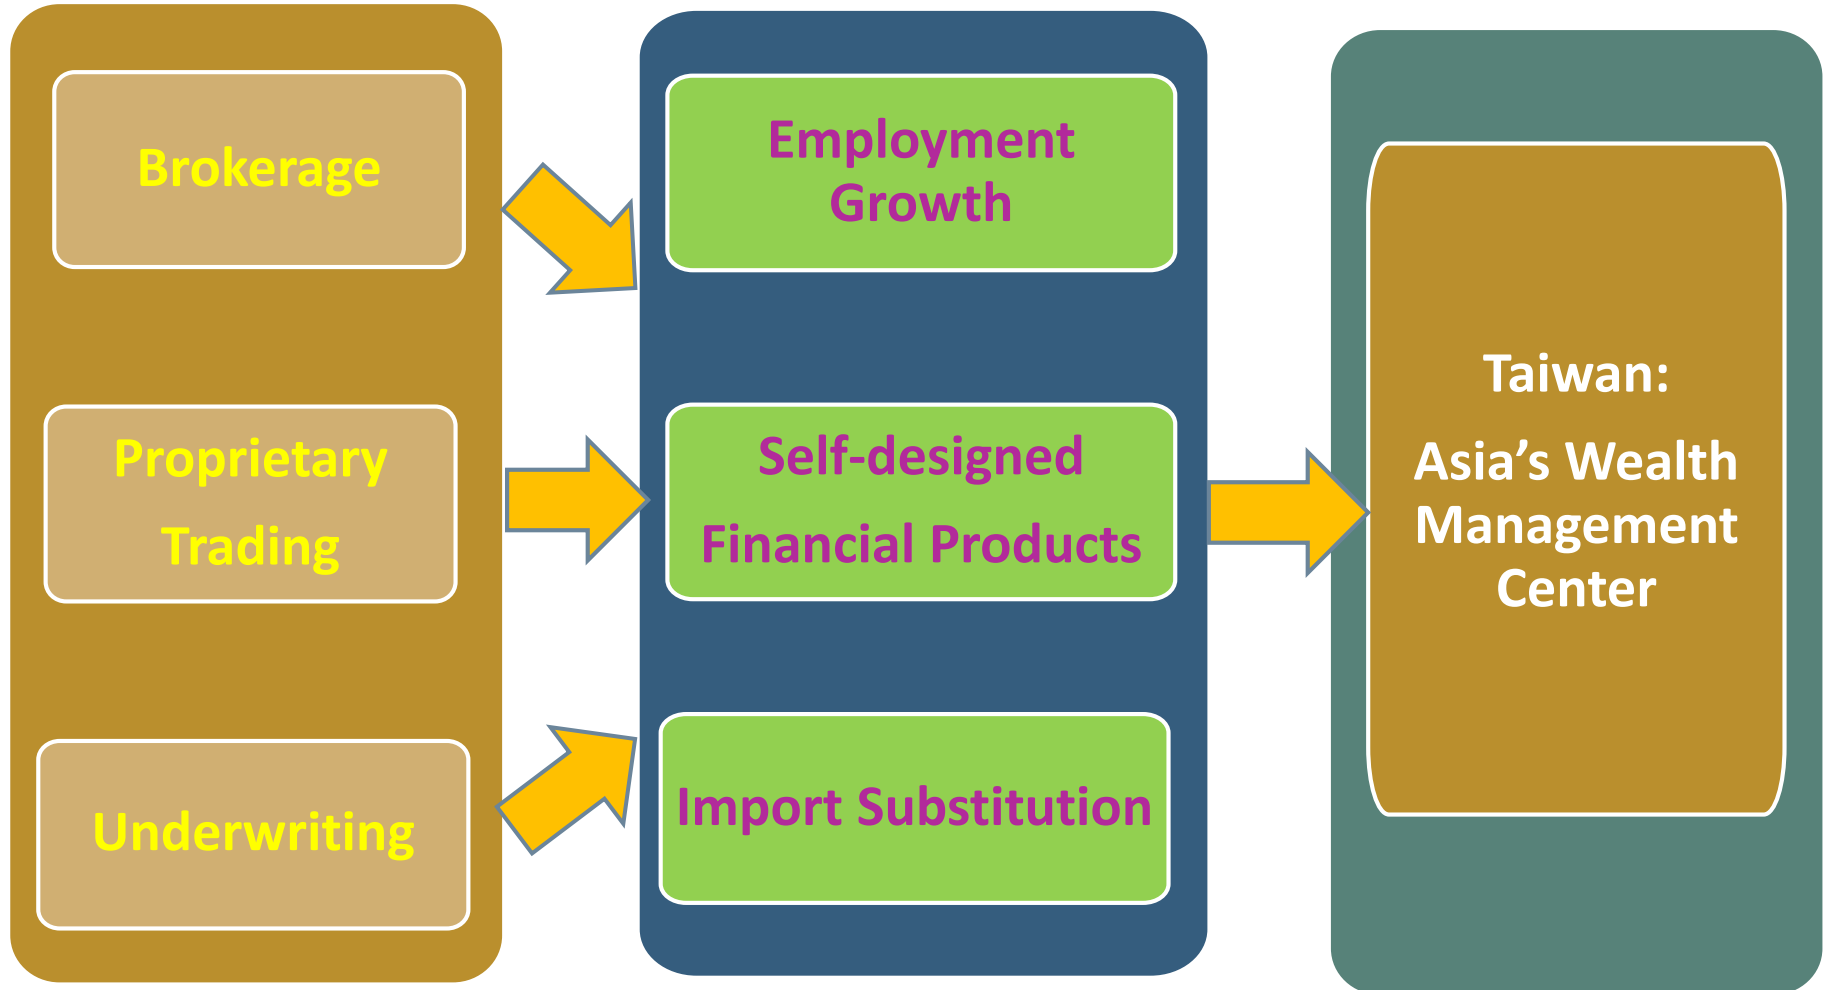 Brokerage
Proprietary
Trading
Underwriting
Employment
Growth
Self-designed
Financial Products
Import Substitution
Taiwan:
Asia’s Wealth
Management
Center